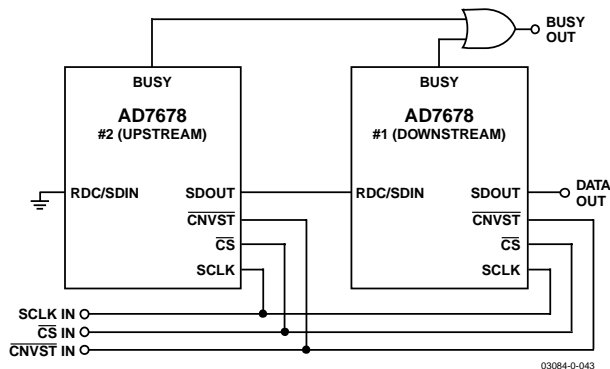 BUSY
OUT
BUSY
BUSY
AD7678
#2 (UPSTREAM)
AD7678
#1 (DOWNSTREAM)
RDC/SDIN
SDOUT
RDC/SDIN
SDOUT
DATA
OUT
CNVST
CNVST
CS
CS
SCLK
SCLK
SCLK IN
CS IN
CNVST IN
03084-0-043